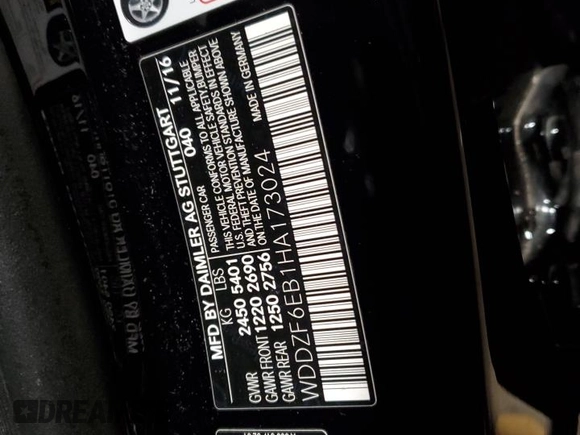 MFD BY DAIMLER AG STUTTGART
040 11/16
KG LBS PASSENGER CAR
GVWR 2450 5401 THIS VEHICLE CONFORMS TO ALL APPLICABLE
GAWR FRONT 1220 2690 U.S. FEDERAL MOTOR VEHICLE SAFETY/BUMPER
GAWR REAR 1250 2756 AND THEFT PREVENTION STANDARDS IN EFFECT
ON THE DATE OF MANUFACTURE SHOWN ABOVE
WDDZF6EB1HA173024 MADE IN GERMANY